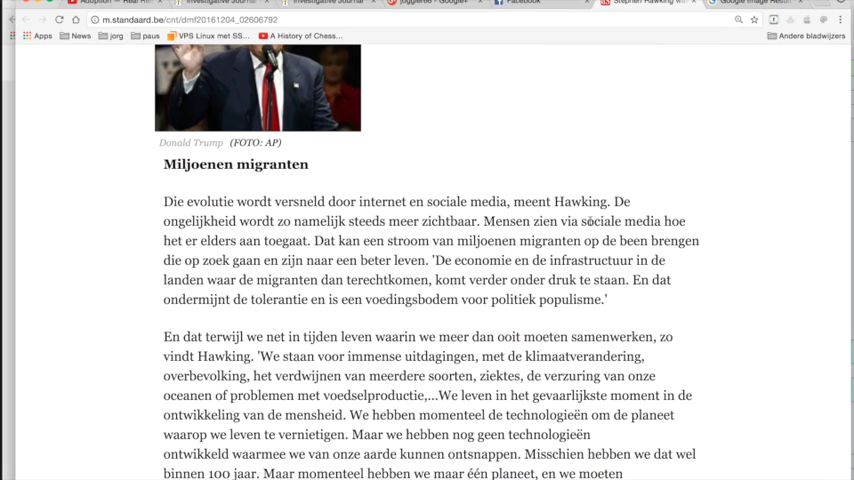 Investigative Journal
Investigative Journal
joggler66 - Google+
Facebook
Stephen Hawking wi
m.standaard.be/cnt/dmf20161204_02606792
Apps News jorg paus VPS Linux met SS... A History of Chess... Andere bladwijzers
Donald Trump (FOTO: AP)
Miljoenen migranten
Die evolutie wordt versneld door internet en sociale media, meent Hawking. De
ongelijkheid wordt zo namelijk steeds meer zichtbaar. Mensen zien via sociale media hoe
het er elders aan toegaat. Dat kan een stroom van miljoenen migranten op de been brengen
die op zoek gaan en zijn naar een beter leven. 'De economie en de infrastructuur in de
landen waar de migranten dan terechtkomen, komt verder onder druk te staan. En dat
ondermijnt de tolerantie en is een voedingsbodem voor politiek populisme.'
En dat terwijl we net in tijden leven waarin we meer dan ooit moeten samenwerken, zo
vindt Hawking. 'We staan voor immense uitdagingen, met de klimaatverandering,
overbevolking, het verdwijnen van meerdere soorten, ziektes, de verzuring van onze
oceanen of problemen met voedselproductie,...We leven in het gevaarlijkste moment in de
ontwikkeling van de mensheid. We hebben momenteel de technologieën om de planeet
waarop we leven te vernietigen. Maar we hebben nog geen technologieën
ontwikkeld waarmee we van onze aarde kunnen ontsnappen. Misschien hebben we dat wel
binnen 100 jaar. Maar momenteel hebben we maar één planeet, en we moeten